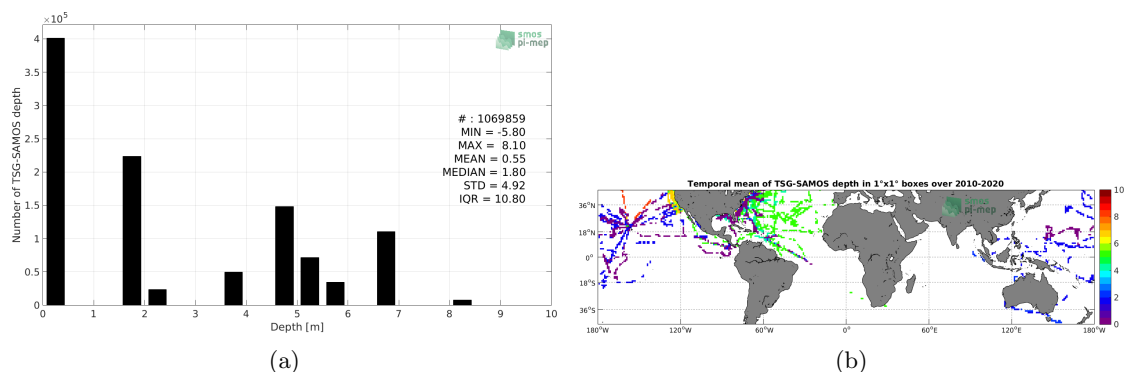 ×10⁵
4
3.5
3
2.5
2
1.5
1
0.5
0
Number of TSG-SAMOS depth
0 1 2 3 4 5 6 7 8 9 10
Depth [m]
smos
pi-mep
# : 1069859
MIN = -5.80
MAX = 8.10
MEAN = 0.55
MEDIAN = 1.80
STD = 4.92
IQR = 10.80
(a)
Temporal mean of TSG-SAMOS depth in 1°x1° boxes over 2010-2020
smos
pi-mep
36°N
18°N
0°
18°S
36°S
180°W 120°W 60°W 0° 60°E 120°E 180°W
10
8
6
4
2
0
(b)